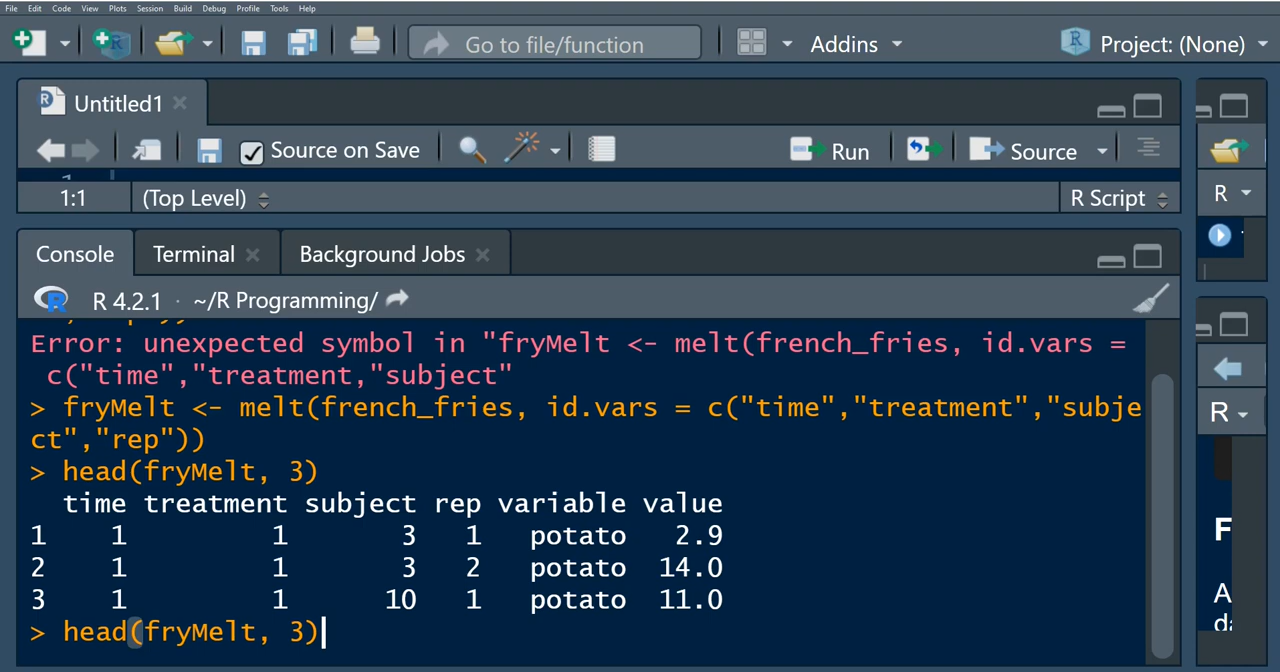 File Edit Code View Plots Session Build Debug Profile Tools Help
Go to file/function Addins Project: (None)
Untitled1
Source on Save Run Source
1:1 (Top Level) R Script
R
Console Terminal Background Jobs
R 4.2.1 · ~/R Programming/
Error: unexpected symbol in "fryMelt <- melt(french_fries, id.vars =
c("time","treatment,"subject"
> fryMelt <- melt(french_fries, id.vars = c("time","treatment","subje
ct","rep"))
> head(fryMelt, 3)
time treatment subject rep variable value
1 1 1 3 1 potato 2.9
2 1 1 3 2 potato 14.0
3 1 1 10 1 potato 11.0
> head(fryMelt, 3)
R
F
A